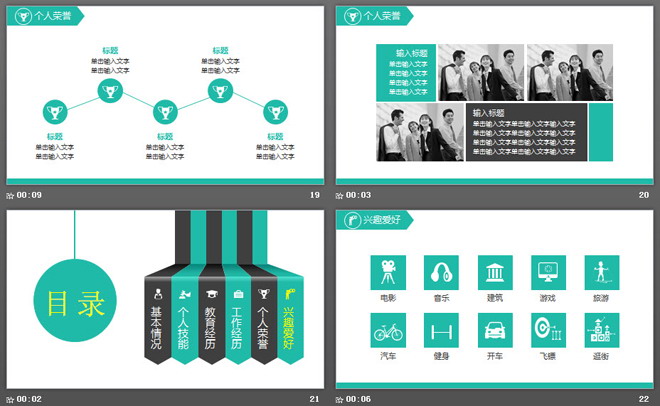 个人荣誉
标题
单击输入文字
单击输入文字
标题
单击输入文字
单击输入文字
标题
单击输入文字
单击输入文字
标题
单击输入文字
单击输入文字
标题
单击输入文字
单击输入文字
00:09
19
个人荣誉
输入标题
单击输入文字
单击输入文字
单击输入文字
单击输入文字
输入标题
单击输入文字单击输入文字输入文字
单击输入文字单击输入文字输入文字
单击输入文字单击输入文字输入文字
单击输入文字单击输入文字输入文字
00:03
20
目录
基本情况
个人技能
教育经历
工作经历
个人荣誉
兴趣爱好
00:02
21
兴趣爱好
电影
音乐
建筑
游戏
旅游
汽车
健身
开车
飞镖
逛街
00:06
22